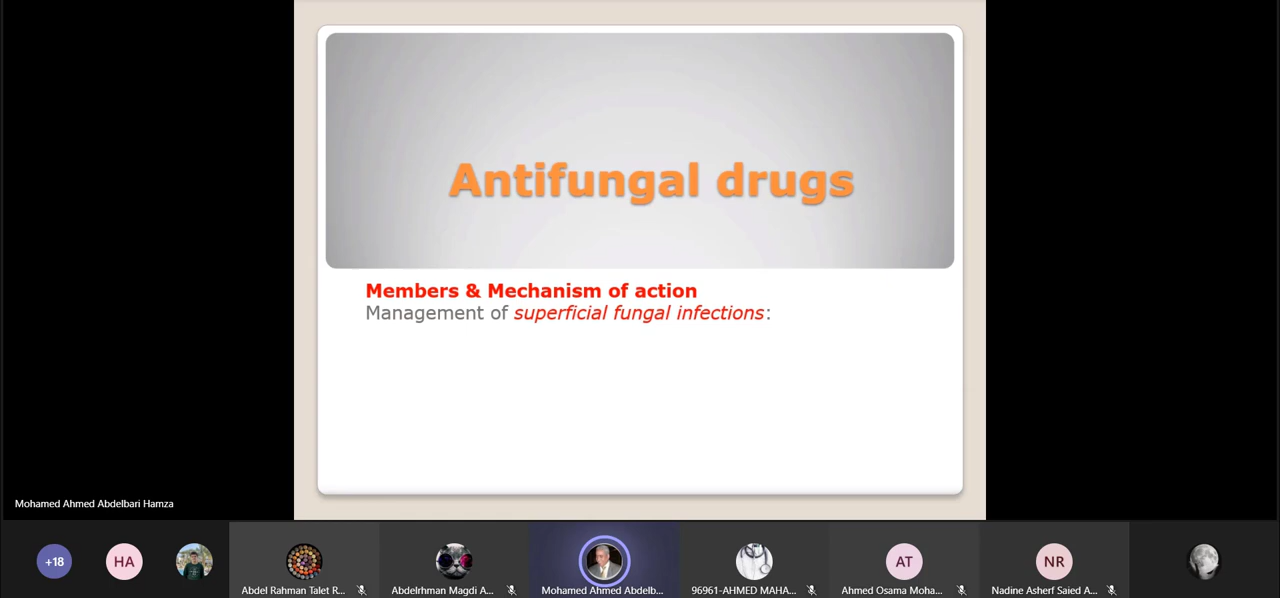 Antifungal drugs
Members & Mechanism of action
Management of superficial fungal infections:
Mohamed Ahmed Abdelbari Hamza
+18
HA
Abdel Rahman Talet R...
Abdelrhman Magdi A...
Mohamed Ahmed Abdelb...
96961-AHMED MAHA...
AT
Ahmed Osama Moha...
NR
Nadine Asherf Saied A...